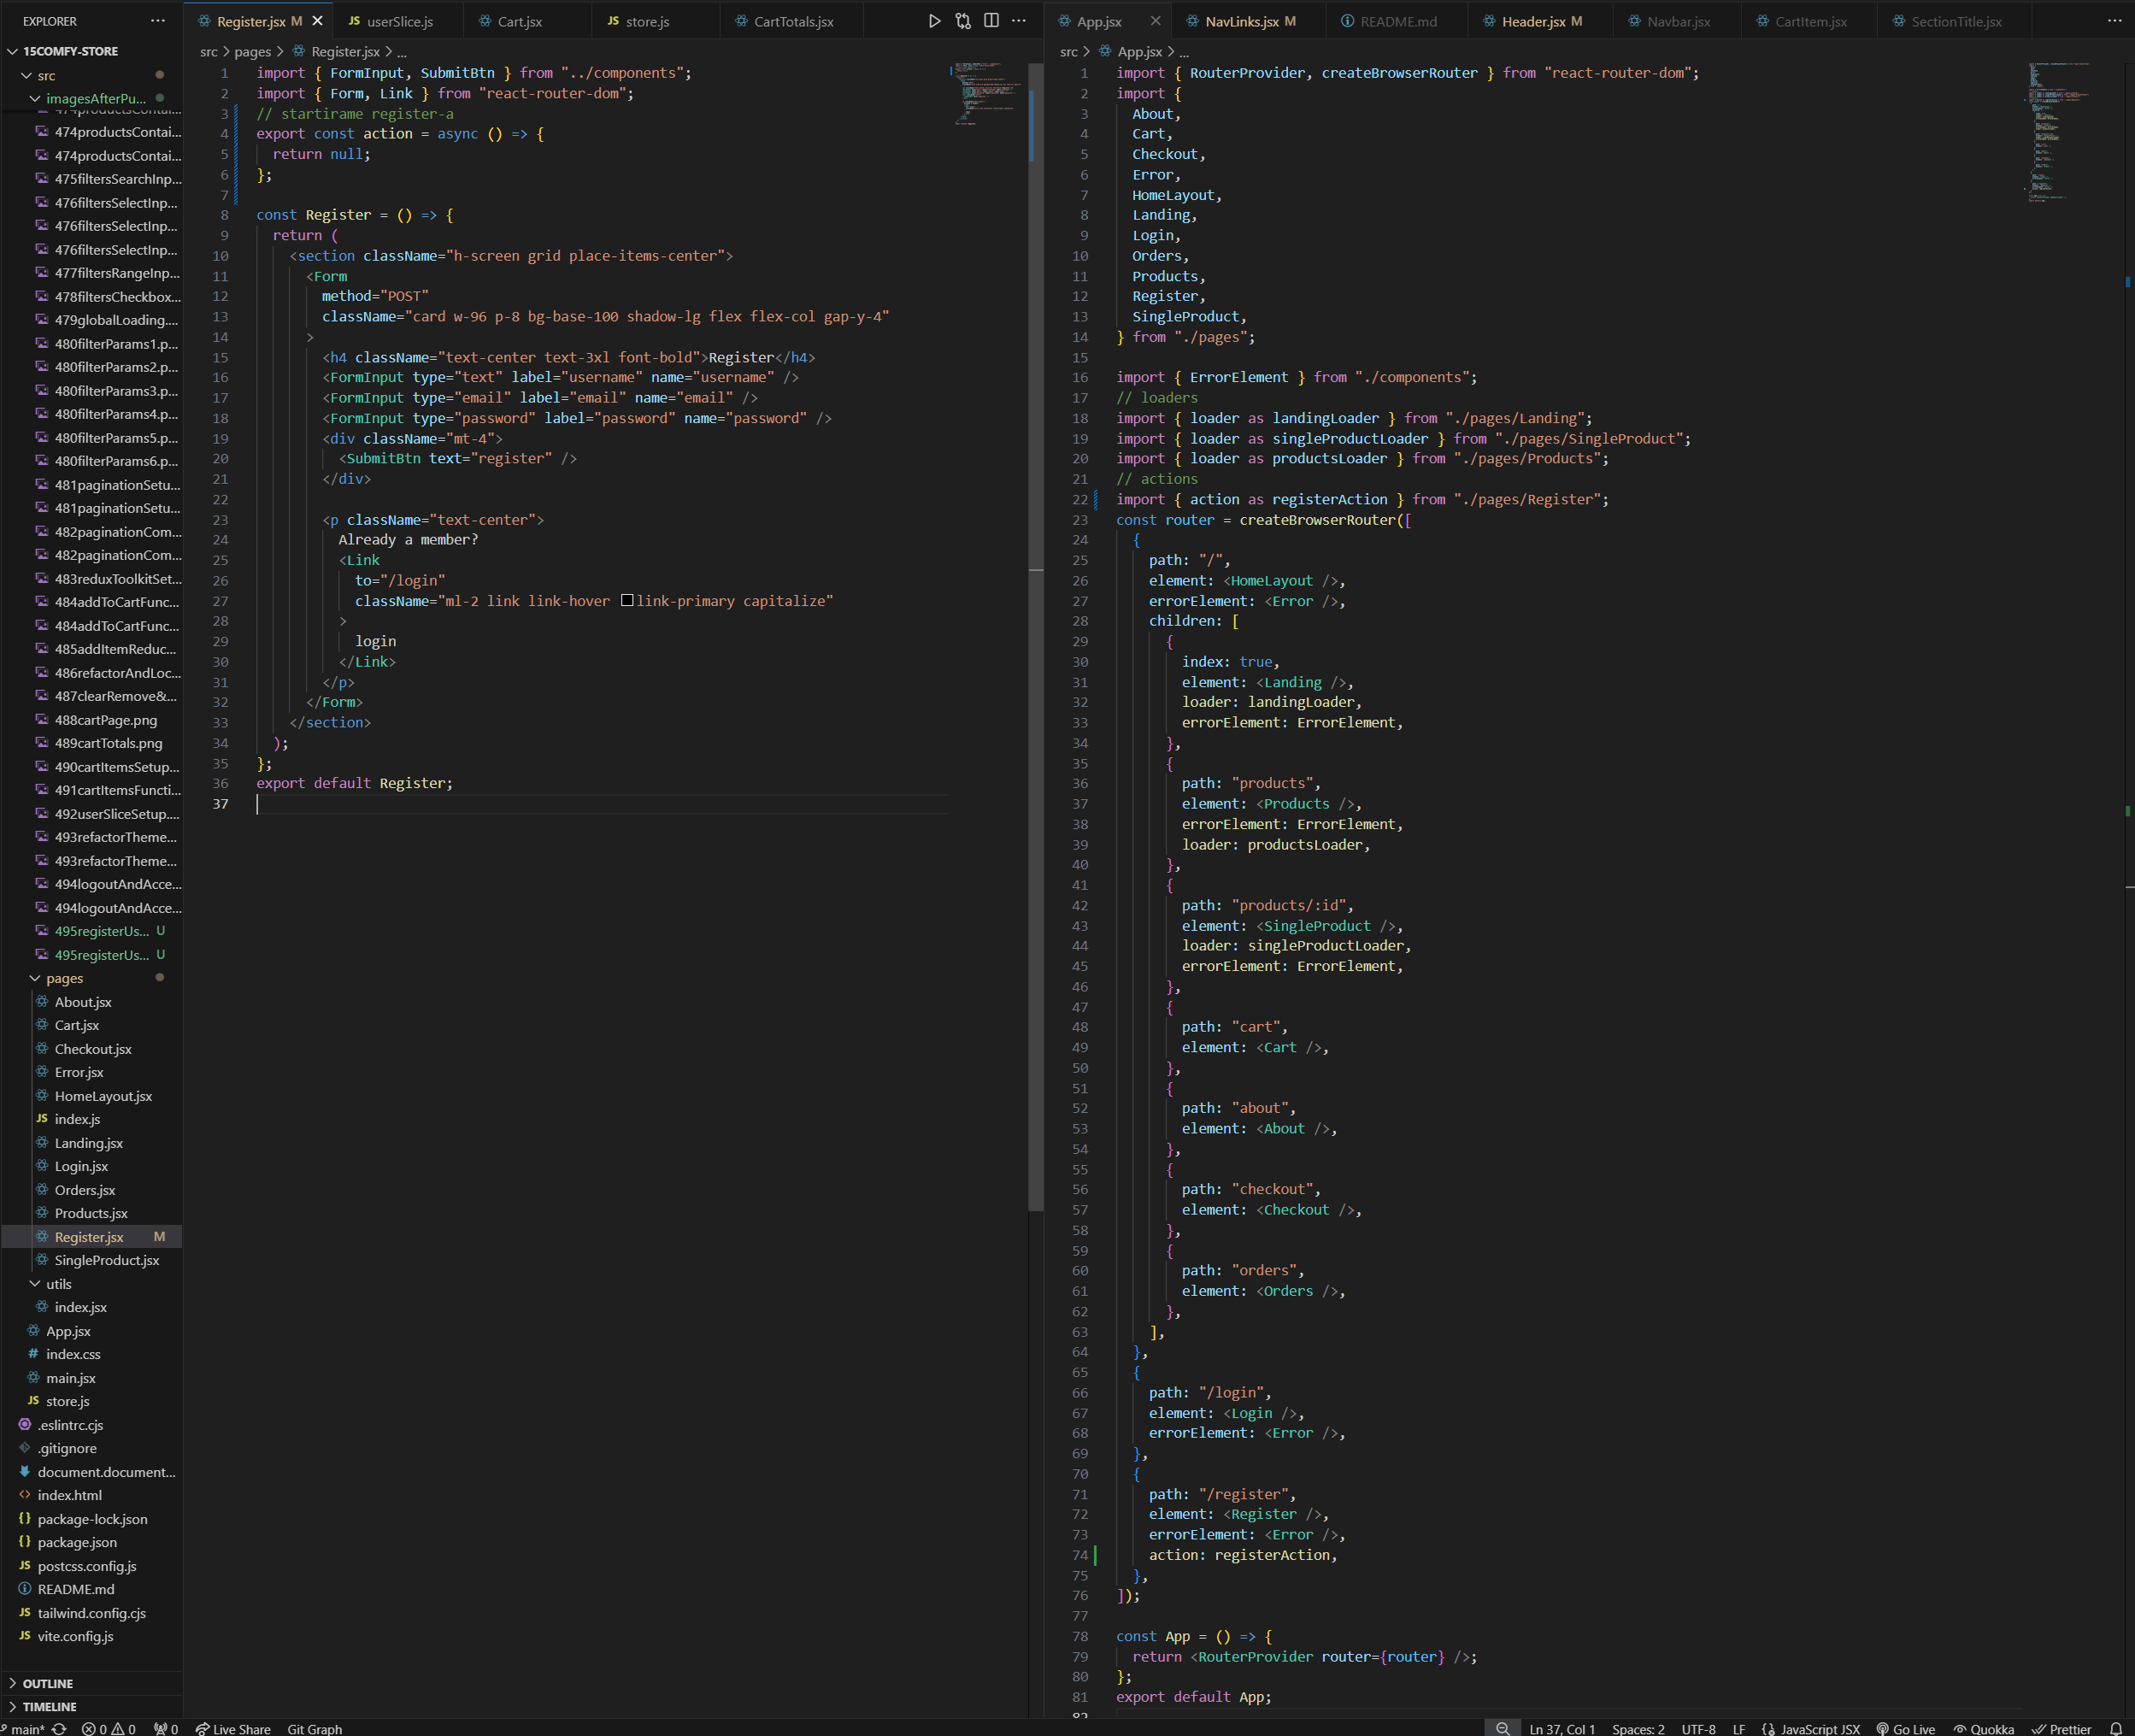 EXPLORER
15COMFY-STORE
src
imagesAfterPu...
474productsContai...
474productsContai...
474productsContai...
475filtersSearchInp...
476filtersSelectInp...
476filtersSelectInp...
476filtersSelectInp...
477filtersRangeInp...
478filtersCheckbox...
479globalLoading....
480filterParams1.p...
480filterParams2.p...
480filterParams3.p...
480filterParams4.p...
480filterParams5.p...
480filterParams6.p...
481paginationSetu...
481paginationSetu...
482paginationCom...
482paginationCom...
483reduxToolkitSet...
484addToCartFunc...
484addToCartFunc...
485addItemReduc...
486refactorAndLoc...
487clearRemove&...
488cartPage.png
489cartTotals.png
490cartItemsSetup...
491cartItemsFuncti...
492userSliceSetup....
493refactorTheme...
493refactorTheme...
494logoutAndAcce...
494logoutAndAcce...
495registerUs... U
495registerUs... U
pages
About.jsx
Cart.jsx
Checkout.jsx
Error.jsx
HomeLayout.jsx
JS index.js
Landing.jsx
Login.jsx
Orders.jsx
Products.jsx
Register.jsx M
SingleProduct.jsx
utils
index.jsx
App.jsx
# index.css
main.jsx
JS store.js
.eslintrc.cjs
.gitignore
document.document...
<> index.html
{} package-lock.json
{} package.json
JS postcss.config.js
README.md
JS tailwind.config.cjs
JS vite.config.js
OUTLINE
TIMELINE
Register.jsx M JS userSlice.js Cart.jsx JS store.js CartTotals.jsx
src > pages > Register.jsx > ...
1 import { FormInput, SubmitBtn } from "../components";
2 import { Form, Link } from "react-router-dom";
3 // startirame register-a
4 export const action = async () => {
5 return null;
6 };
7
8 const Register = () => {
9 return (
10 <section className="h-screen grid place-items-center">
11 <Form
12 method="POST"
13 className="card w-96 p-8 bg-base-100 shadow-lg flex flex-col gap-y-4"
14 >
15 <h4 className="text-center text-3xl font-bold">Register</h4>
16 <FormInput type="text" label="username" name="username" />
17 <FormInput type="email" label="email" name="email" />
18 <FormInput type="password" label="password" name="password" />
19 <div className="mt-4">
20 <SubmitBtn text="register" />
21 </div>
22
23 <p className="text-center">
24 Already a member?
25 <Link
26 to="/login"
27 className="ml-2 link link-hover link-primary capitalize"
28 >
29 login
30 </Link>
31 </p>
32 </Form>
33 </section>
34 );
35 };
36 export default Register;
37
App.jsx NavLinks.jsx M README.md Header.jsx M Navbar.jsx CartItem.jsx SectionTitle.jsx
src > App.jsx > ...
1 import { RouterProvider, createBrowserRouter } from "react-router-dom";
2 import {
3 About,
4 Cart,
5 Checkout,
6 Error,
7 HomeLayout,
8 Landing,
9 Login,
10 Orders,
11 Products,
12 Register,
13 SingleProduct,
14 } from "./pages";
15
16 import { ErrorElement } from "./components";
17 // loaders
18 import { loader as landingLoader } from "./pages/Landing";
19 import { loader as singleProductLoader } from "./pages/SingleProduct";
20 import { loader as productsLoader } from "./pages/Products";
21 // actions
22 import { action as registerAction } from "./pages/Register";
23 const router = createBrowserRouter([
24 {
25 path: "/",
26 element: <HomeLayout />,
27 errorElement: <Error />,
28 children: [
29 {
30 index: true,
31 element: <Landing />,
32 loader: landingLoader,
33 errorElement: ErrorElement,
34 },
35 {
36 path: "products",
37 element: <Products />,
38 errorElement: ErrorElement,
39 loader: productsLoader,
40 },
41 {
42 path: "products/:id",
43 element: <SingleProduct />,
44 loader: singleProductLoader,
45 errorElement: ErrorElement,
46 },
47 {
48 path: "cart",
49 element: <Cart />,
50 },
51 {
52 path: "about",
53 element: <About />,
54 },
55 {
56 path: "checkout",
57 element: <Checkout />,
58 },
59 {
60 path: "orders",
61 element: <Orders />,
62 },
63 ],
64 },
65 {
66 path: "/login",
67 element: <Login />,
68 errorElement: <Error />,
69 },
70 {
71 path: "/register",
72 element: <Register />,
73 errorElement: <Error />,
74 action: registerAction,
75 },
76 ]);
77
78 const App = () => {
79 return <RouterProvider router={router} />;
80 };
81 export default App;
82
main* 0 0 0 Live Share Git Graph Ln 37, Col 1 Spaces: 2 UTF-8 LF {} JavaScript JSX Go Live Quokka Prettier